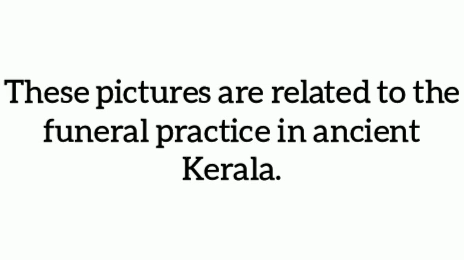 These pictures are related to the
funeral practice in ancient
Kerala.